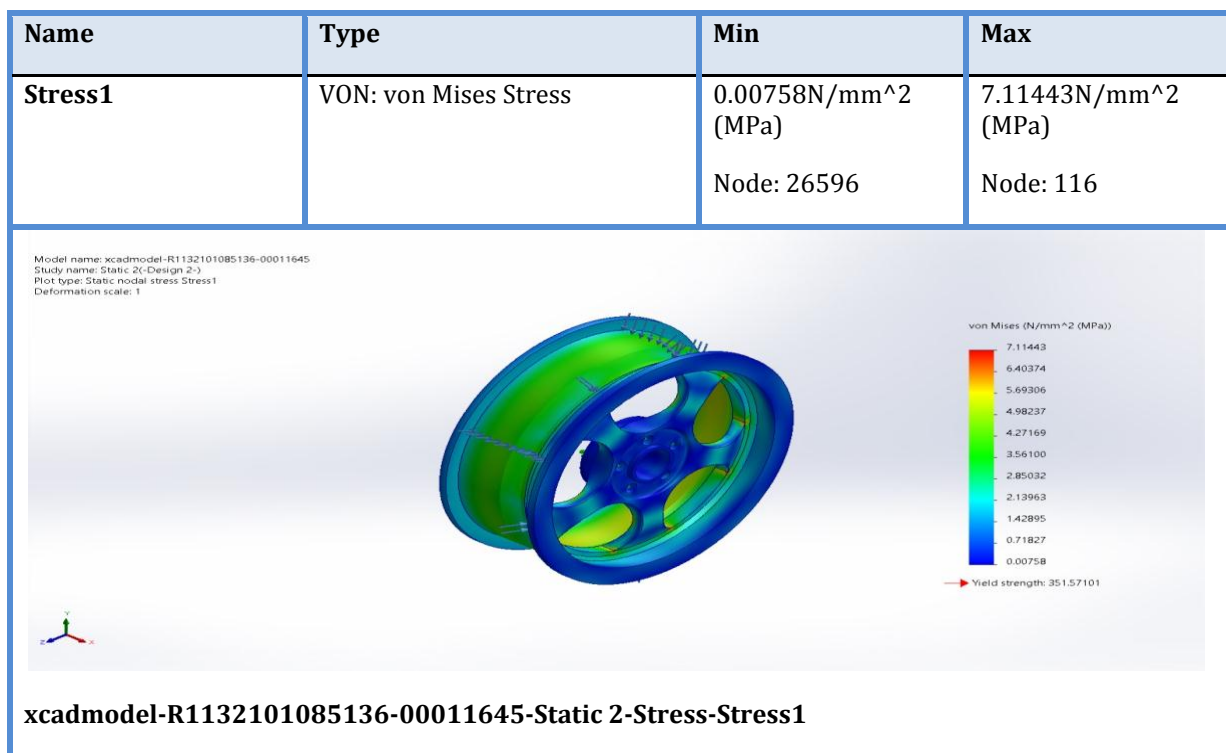 Name Type Min Max
Stress1 VON: von Mises Stress 0.00758N/mm^2 7.11443N/mm^2
(MPa) (MPa)
Node: 26596 Node: 116
Model name: xcadmodel-R1132101085136-00011645
Study name: Static 2(-Design 2-)
Plot type: Static nodal stress Stress1
Deformation scale: 1
von Mises (N/mm^2 (MPa))
7.11443
6.40374
5.69306
4.98237
4.27169
3.56100
2.85032
2.13963
1.42895
0.71827
0.00758
Yield strength: 351.57101
Y
Z X
xcadmodel-R1132101085136-00011645-Static 2-Stress-Stress1